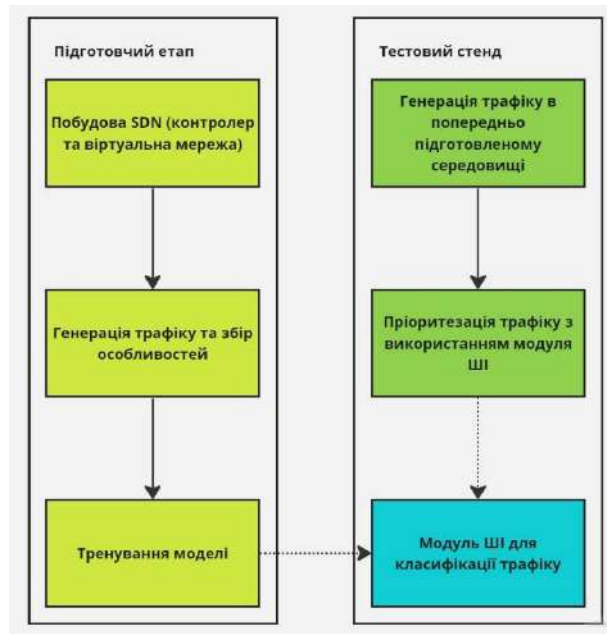 Підготовчий етап
Побудова SDN (контролер
та віртуальна мережа)
Генерація трафіку та збір
особливостей
Тренування моделі
Тестовий стенд
Генерація трафіку в
попередньо
підготовленому
середовищі
Пріоритезація трафіку з
використанням модуля
ШІ
Модуль ШІ для
класифікації трафіку